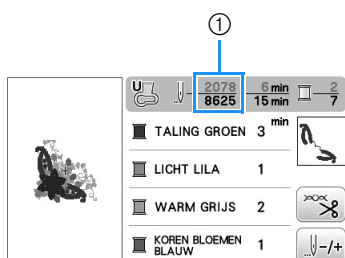 ①
U
2078 6 min 2
8625 15 min 7
TALING GROEN 3 min
LICHT LILA 1
WARM GRIJS 2
KOREN BLOEMEN BLAUW 1
-/+